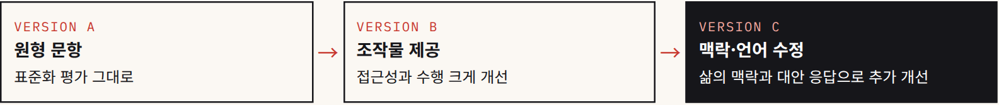 VERSION A
원형 문항
표준화 평가 그대로
→
VERSION B
조작물 제공
접근성과 수행 크게 개선
→
VERSION C
맥락·언어 수정
삶의 맥락과 대안 응답으로 추가 개선